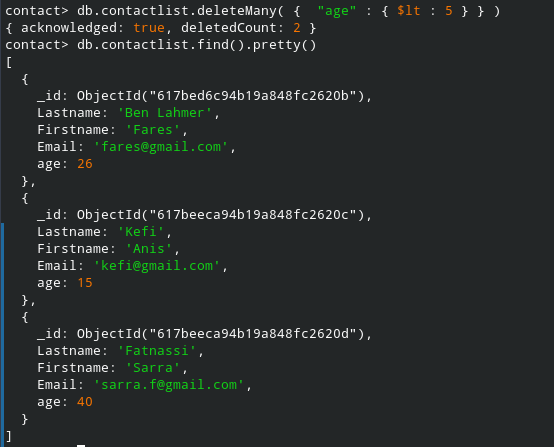 contact> db.contactlist.deleteMany( {  "age" : { $lt : 5 } } )
{ acknowledged: true, deletedCount: 2 }
contact> db.contactlist.find().pretty()
[
  {
    _id: ObjectId("617bed6c94b19a848fc2620b"),
    Lastname: 'Ben Lahmer',
    Firstname: 'Fares',
    Email: 'fares@gmail.com',
    age: 26
  },
  {
    _id: ObjectId("617beeca94b19a848fc2620c"),
    Lastname: 'Kefi',
    Firstname: 'Anis',
    Email: 'kefi@gmail.com',
    age: 15
  },
  {
    _id: ObjectId("617beeca94b19a848fc2620d"),
    Lastname: 'Fatnassi',
    Firstname: 'Sarra',
    Email: 'sarra.f@gmail.com',
    age: 40
  }
]